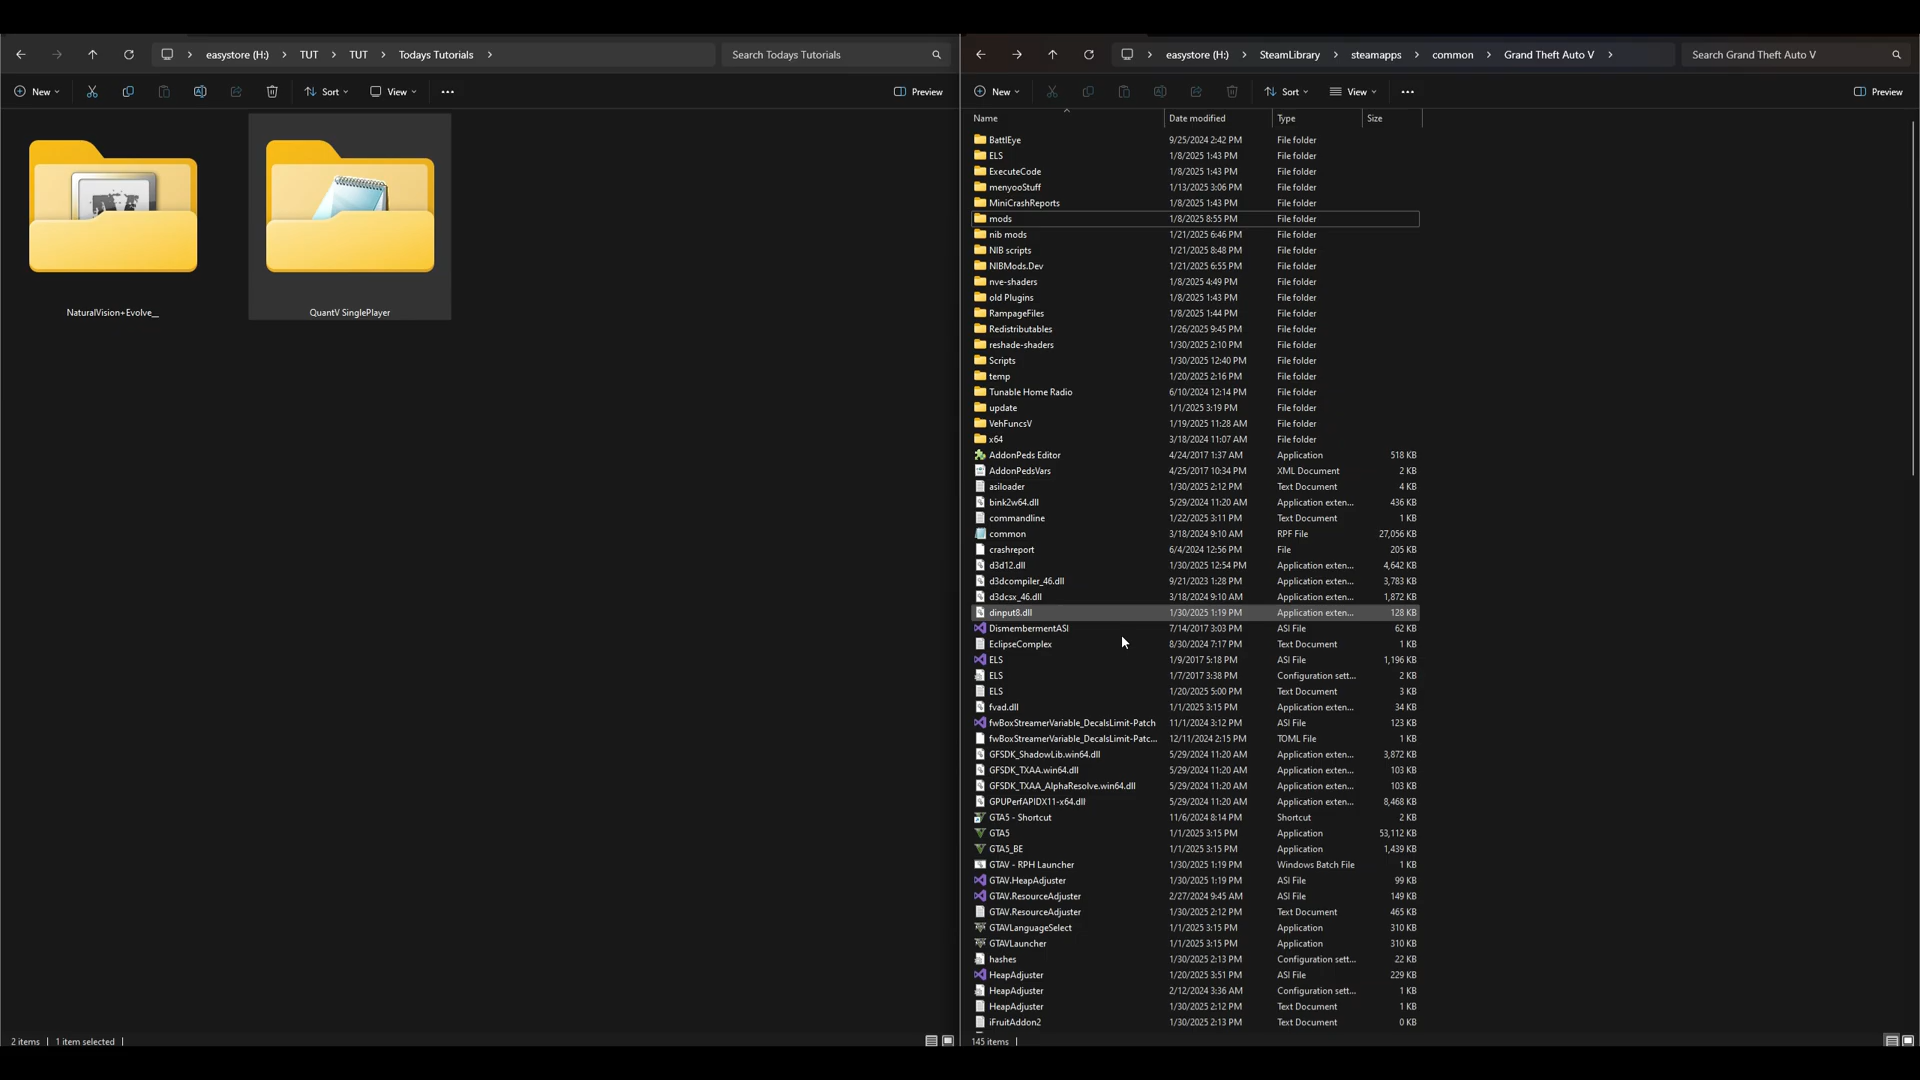 easystore (H:) TUT TUT Todays Tutorials
Search Todays Tutorials
New Sort View Preview
NaturalVision+Evolve__
QuantV SinglePlayer
2 items 1 item selected
easystore (H:) SteamLibrary steamapps common Grand Theft Auto V
Search Grand Theft Auto V
New Sort View Preview
Name Date modified Type Size
BattlEye 9/25/2024 2:42 PM File folder
ELS 1/8/2025 1:43 PM File folder
ExecuteCode 1/8/2025 1:43 PM File folder
menyooStuff 1/13/2025 3:06 PM File folder
MiniCrashReports 1/8/2025 1:43 PM File folder
mods 1/8/2025 8:55 PM File folder
nib mods 1/21/2025 6:46 PM File folder
NIB scripts 1/21/2025 8:48 PM File folder
NIBMods.Dev 1/21/2025 6:55 PM File folder
nve-shaders 1/8/2025 4:49 PM File folder
old Plugins 1/8/2025 1:43 PM File folder
RampageFiles 1/8/2025 1:44 PM File folder
Redistributables 1/26/2025 9:45 PM File folder
reshade-shaders 1/30/2025 2:10 PM File folder
Scripts 1/30/2025 12:40 PM File folder
temp 1/20/2025 2:16 PM File folder
Tunable Home Radio 6/10/2024 12:14 PM File folder
update 1/1/2025 3:19 PM File folder
VehFuncsV 1/19/2025 11:28 AM File folder
x64 3/18/2024 11:07 AM File folder
AddonPeds Editor 4/24/2017 1:37 AM Application 518 KB
AddonPedsVars 4/25/2017 10:34 PM XML Document 2 KB
asiloader 1/30/2025 2:12 PM Text Document 4 KB
bink2w64.dll 5/29/2024 11:20 AM Application exten... 436 KB
commandline 1/22/2025 3:11 PM Text Document 1 KB
common 3/18/2024 9:10 AM RPF File 27,056 KB
crashreport 6/4/2024 12:56 PM File 205 KB
d3d12.dll 1/30/2025 12:54 PM Application exten... 4,642 KB
d3dcompiler_46.dll 9/21/2023 1:28 PM Application exten... 3,783 KB
d3dcsx_46.dll 3/18/2024 9:10 AM Application exten... 1,872 KB
dinput8.dll 1/30/2025 1:19 PM Application exten... 128 KB
DismembermentASI 7/14/2017 3:03 PM ASI File 62 KB
EclipseComplex 8/30/2024 7:17 PM Text Document 1 KB
ELS 1/9/2017 5:18 PM ASI File 1,196 KB
ELS 1/7/2017 3:38 PM Configuration sett... 2 KB
ELS 1/20/2025 5:00 PM Text Document 3 KB
fvad.dll 1/1/2025 3:15 PM Application exten... 34 KB
fwBoxStreamerVariable_DecalsLimit-Patch 11/1/2024 3:12 PM ASI File 123 KB
fwBoxStreamerVariable_DecalsLimit-Patc... 12/11/2024 2:15 PM TOML File 1 KB
GFSDK_ShadowLib.win64.dll 5/29/2024 11:20 AM Application exten... 3,872 KB
GFSDK_TXAA.win64.dll 5/29/2024 11:20 AM Application exten... 103 KB
GFSDK_TXAA_AlphaResolve.win64.dll 5/29/2024 11:20 AM Application exten... 103 KB
GPUPerfAPIDX11-x64.dll 5/29/2024 11:20 AM Application exten... 8,468 KB
GTA5 - Shortcut 11/6/2024 8:14 PM Shortcut 2 KB
GTA5 1/1/2025 3:15 PM Application 53,112 KB
GTA5_BE 1/1/2025 3:15 PM Application 1,439 KB
GTAV - RPH Launcher 1/30/2025 1:19 PM Windows Batch File 1 KB
GTAV.HeapAdjuster 1/30/2025 1:19 PM ASI File 99 KB
GTAV.ResourceAdjuster 2/27/2024 9:45 AM ASI File 149 KB
GTAV.ResourceAdjuster 1/30/2025 2:12 PM Text Document 465 KB
GTAVLanguageSelect 1/1/2025 3:15 PM Application 310 KB
GTAVLauncher 1/1/2025 3:15 PM Application 310 KB
hashes 1/30/2025 2:13 PM Configuration sett... 22 KB
HeapAdjuster 1/20/2025 3:51 PM ASI File 229 KB
HeapAdjuster 2/12/2024 3:36 AM Configuration sett... 1 KB
HeapAdjuster 1/30/2025 2:12 PM Text Document 1 KB
iFruitAddon2 1/30/2025 2:13 PM Text Document 0 KB
145 items